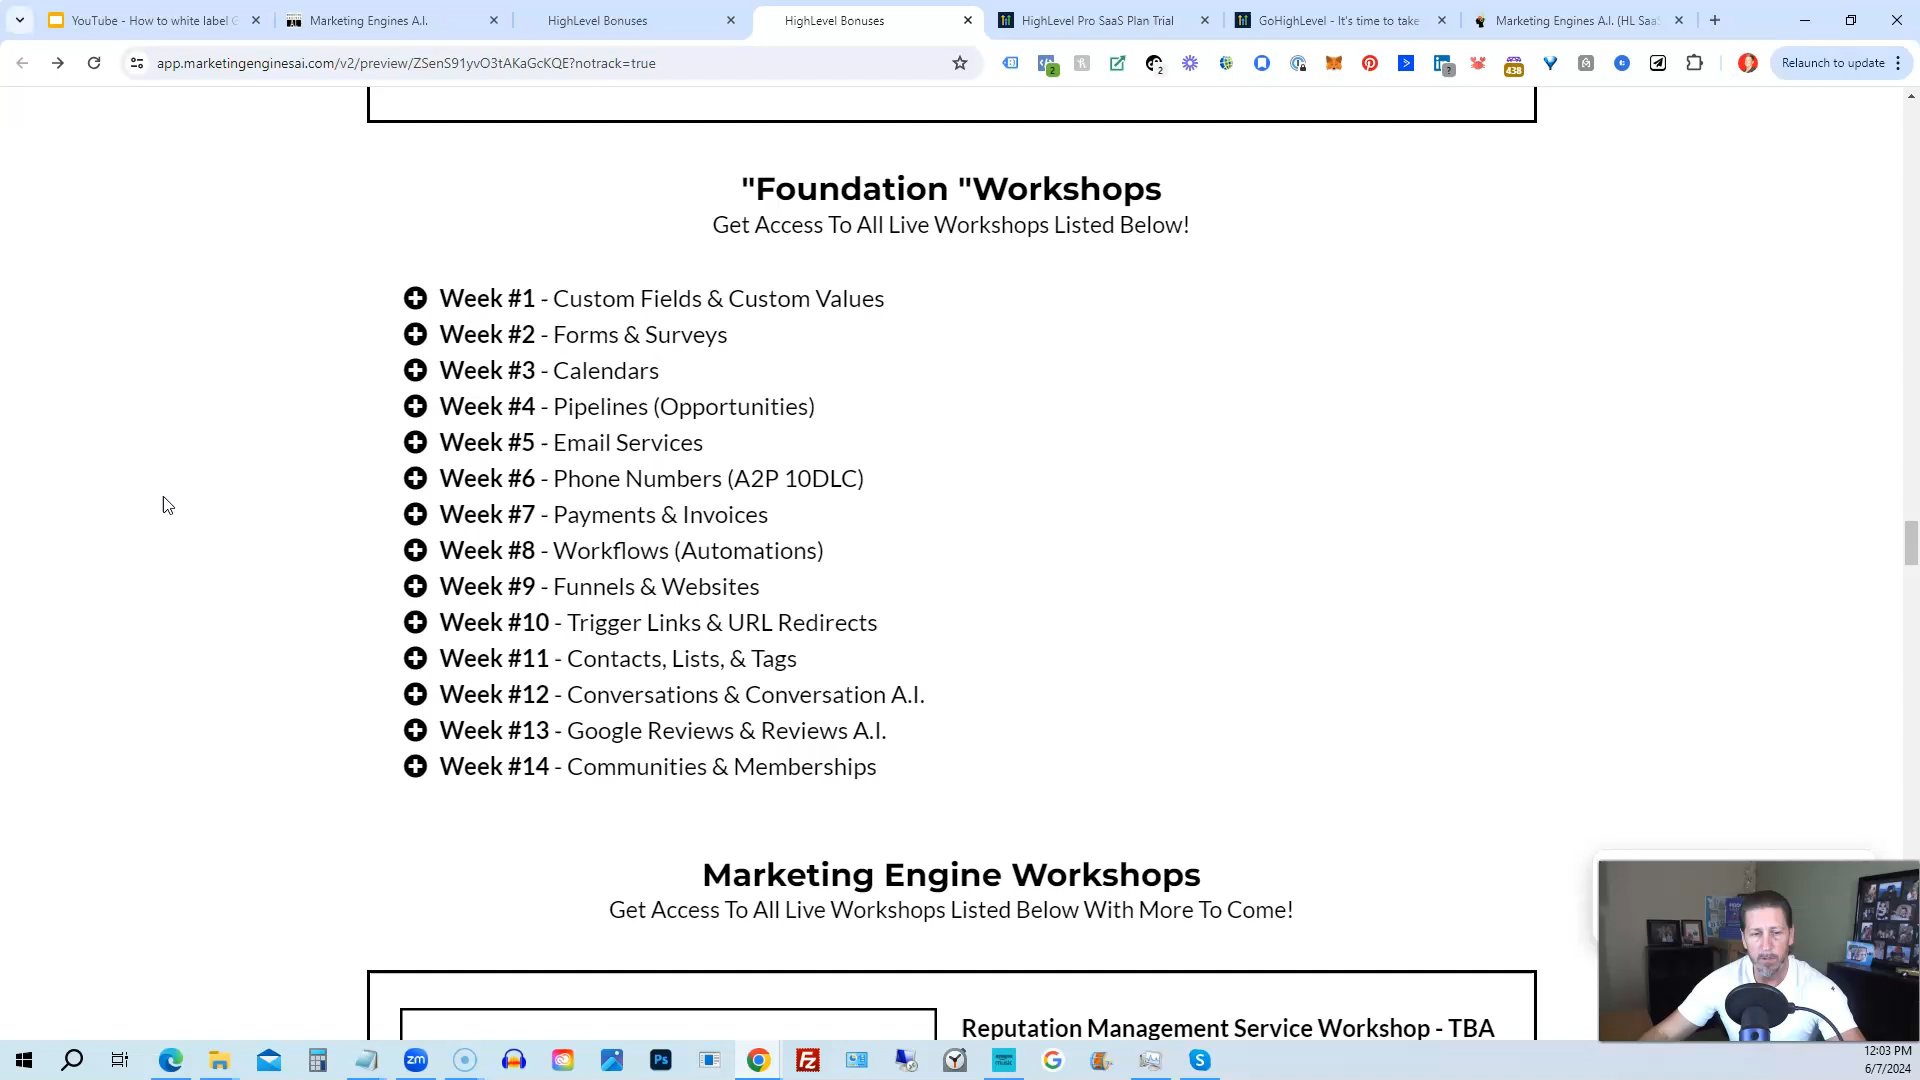 YouTube - How to white label G
Marketing Engines A.I.
HighLevel Bonuses
HighLevel Bonuses
HighLevel Pro SaaS Plan Trial
GoHighLevel - It's time to take
Marketing Engines A.I. (HL SaaS
app.marketingenginesai.com/v2/preview/ZSenS91yvO3tAKaGcKQE?notrack=true
2
2
438
Relaunch to update
"Foundation "Workshops
Get Access To All Live Workshops Listed Below!
Week #1 - Custom Fields & Custom Values
Week #2 - Forms & Surveys
Week #3 - Calendars
Week #4 - Pipelines (Opportunities)
Week #5 - Email Services
Week #6 - Phone Numbers (A2P 10DLC)
Week #7 - Payments & Invoices
Week #8 - Workflows (Automations)
Week #9 - Funnels & Websites
Week #10 - Trigger Links & URL Redirects
Week #11 - Contacts, Lists, & Tags
Week #12 - Conversations & Conversation A.I.
Week #13 - Google Reviews & Reviews A.I.
Week #14 - Communities & Memberships
Marketing Engine Workshops
Get Access To All Live Workshops Listed Below With More To Come!
Reputation Management Service Workshop - TBA
zm
Ps
Fz
12:03 PM
6/7/2024